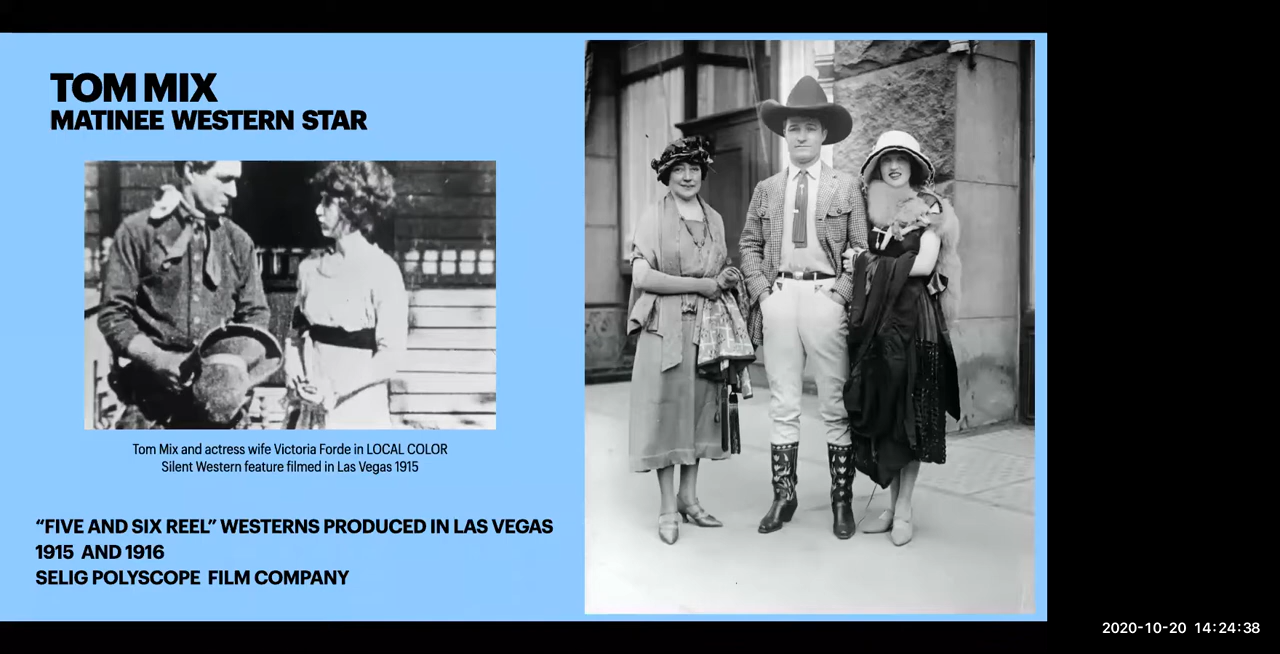 TOM MIX
MATINEE WESTERN STAR
Tom Mix and actress wife Victoria Forde in LOCAL COLOR
Silent Western feature filmed in Las Vegas 1915
“FIVE AND SIX REEL” WESTERNS PRODUCED IN LAS VEGAS
1915 AND 1916
SELIG POLYSCOPE FILM COMPANY
2020-10-20 14:24:38